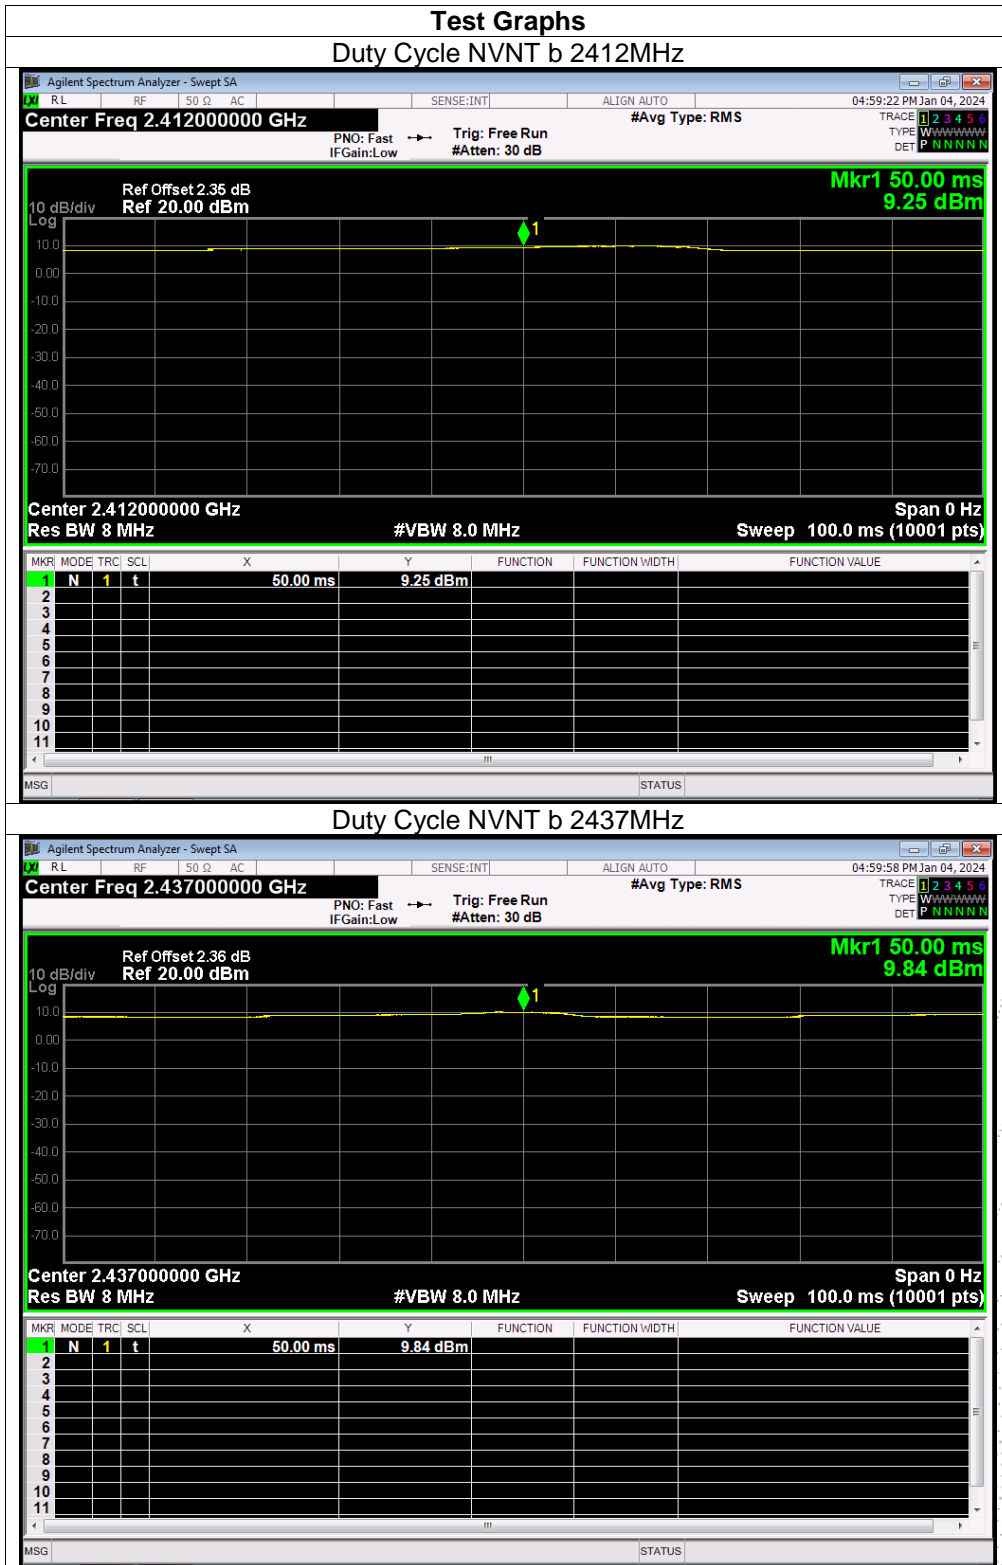 Test Graphs
Duty Cycle NVNT b 2412MHz
Agilent Spectrum Analyzer - Swept SA
LXI RL RF 50 Ω AC SENSE:INT ALIGN AUTO 04:59:22 PM Jan 04, 2024
Center Freq 2.412000000 GHz #Avg Type: RMS TRACE 1 2 3 4 5 6
PNO: Fast Trig: Free Run TYPE WWWWWW
IFGain:Low #Atten: 30 dB DET P N N N N N
Mkr1 50.00 ms
Ref Offset 2.35 dB
10 dB/div Ref 20.00 dBm 9.25 dBm
Log
1
10.0
0.00
-10.0
-20.0
-30.0
-40.0
-50.0
-60.0
-70.0
Center 2.412000000 GHz Span 0 Hz
Res BW 8 MHz #VBW 8.0 MHz Sweep 100.0 ms (10001 pts)
MKR MODE TRC SCL X Y FUNCTION FUNCTION WIDTH FUNCTION VALUE
1 N 1 t 50.00 ms 9.25 dBm
2
3
4
5
6
7
8
9
10
11
MSG STATUS
Duty Cycle NVNT b 2437MHz
Agilent Spectrum Analyzer - Swept SA
LXI RL RF 50 Ω AC SENSE:INT ALIGN AUTO 04:59:58 PM Jan 04, 2024
Center Freq 2.437000000 GHz #Avg Type: RMS TRACE 1 2 3 4 5 6
PNO: Fast Trig: Free Run TYPE WWWWWW
IFGain:Low #Atten: 30 dB DET P N N N N N
Mkr1 50.00 ms
Ref Offset 2.36 dB
10 dB/div Ref 20.00 dBm 9.84 dBm
Log
1
10.0
0.00
-10.0
-20.0
-30.0
-40.0
-50.0
-60.0
-70.0
Center 2.437000000 GHz Span 0 Hz
Res BW 8 MHz #VBW 8.0 MHz Sweep 100.0 ms (10001 pts)
MKR MODE TRC SCL X Y FUNCTION FUNCTION WIDTH FUNCTION VALUE
1 N 1 t 50.00 ms 9.84 dBm
2
3
4
5
6
7
8
9
10
11
MSG STATUS